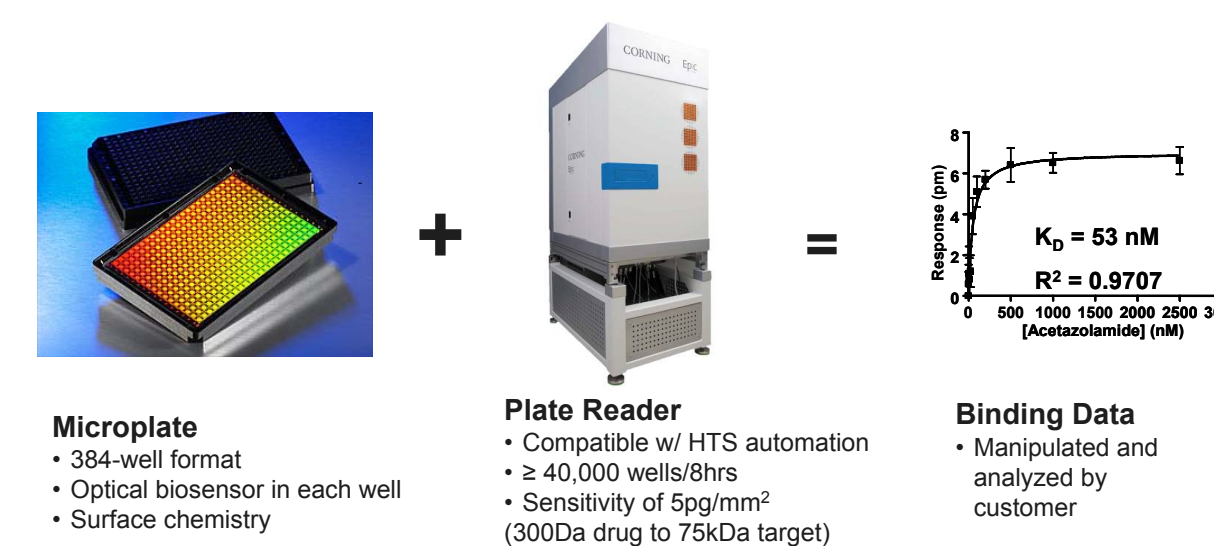 CORNING Epic
CORNING
Epic
+
=
8
6
4
2
0
Response (pm)
K_D = 53 nM
R² = 0.9707
0 500 1000 1500 2000 2500 3
[Acetazolamide] (nM)
Microplate
• 384-well format
• Optical biosensor in each well
• Surface chemistry
Plate Reader
• Compatible w/ HTS automation
• ≥ 40,000 wells/8hrs
• Sensitivity of 5pg/mm²
(300Da drug to 75kDa target)
Binding Data
• Manipulated and
analyzed by
customer